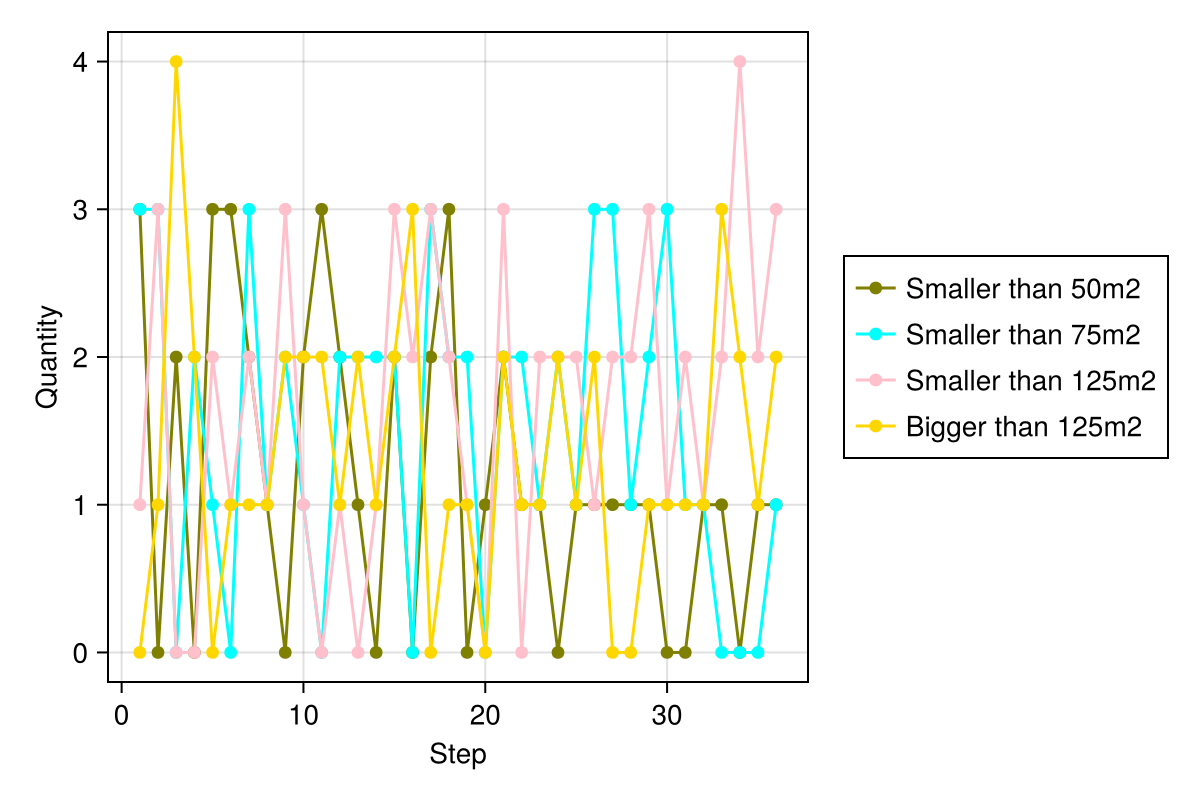 4
3
2
1
0
Quantity
0 10 20 30
Step
Smaller than 50m2
Smaller than 75m2
Smaller than 125m2
Bigger than 125m2